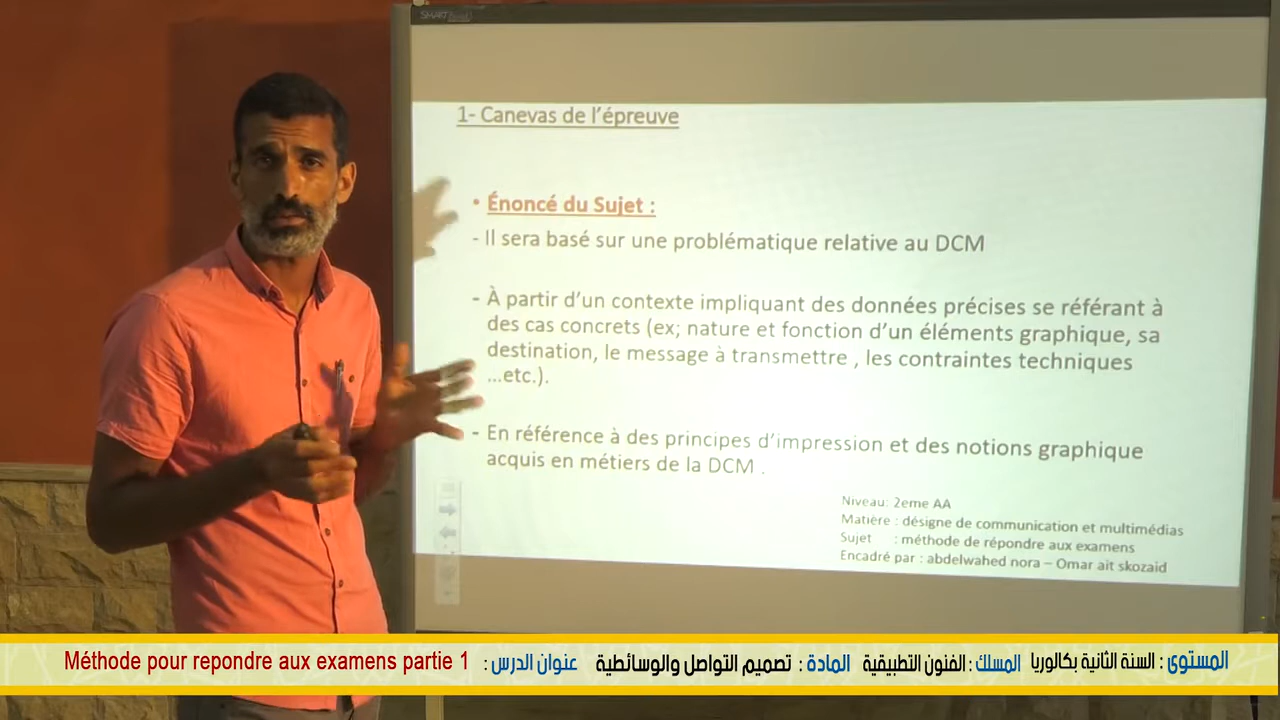 SMART Board
1- Canevas de l'épreuve
• Énoncé du Sujet :
- Il sera basé sur une problématique relative au DCM
- À partir d'un contexte impliquant des données précises se référant à
des cas concrets (ex; nature et fonction d'un éléments graphique, sa
destination, le message à transmettre , les contraintes techniques
...etc.).
- En référence à des principes d'impression et des notions graphique
acquis en métiers de la DCM .
Niveau: 2eme AA
Matière : désigne de communication et multimédias
Sujet : méthode de répondre aux examens
Encadré par : abdelwahed nora – Omar ait skozaid
المستوى : السنة الثانية بكالوريا المسلك : الفنون التطبيقية المادة : تصميم التواصل والوسائطية عنوان الدرس : Méthode pour repondre aux examens partie 1